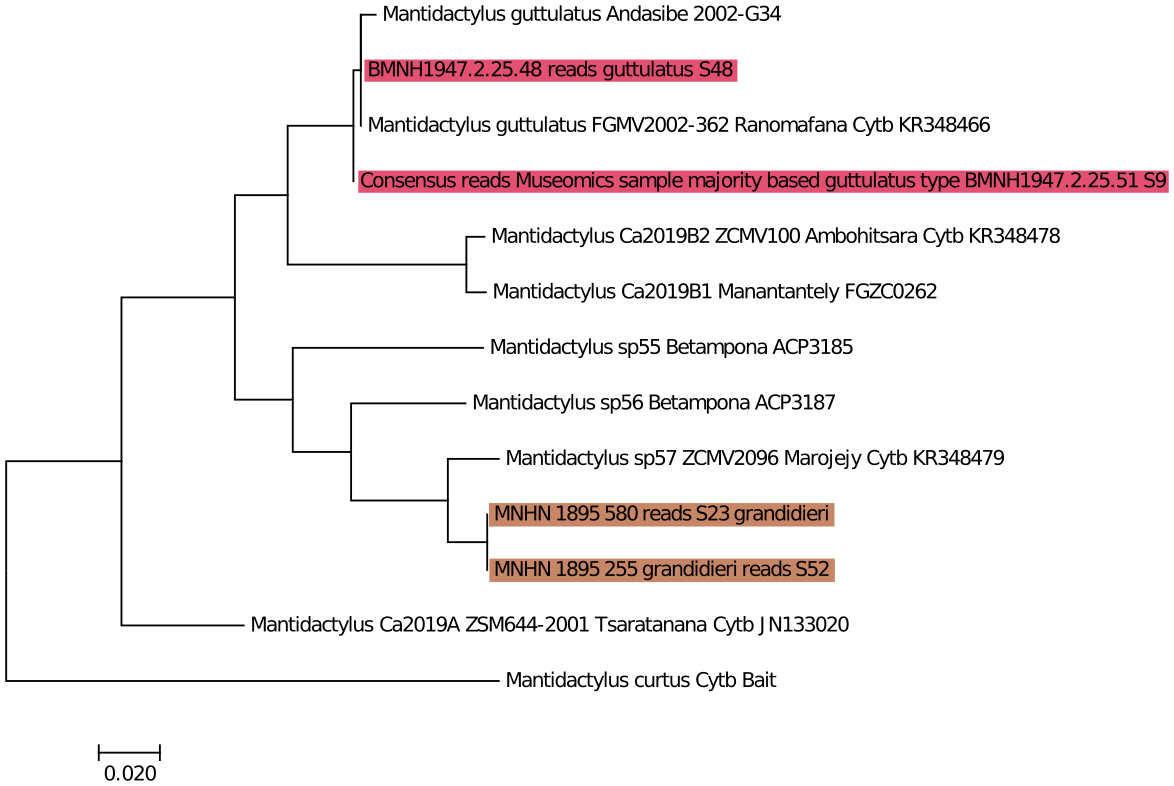 Mantidactylus guttulatus Andasibe 2002-G34
BMNH1947.2.25.48 reads guttulatus S48
Mantidactylus guttulatus FGMV2002-362 Ranomafana Cytb KR348466
Consensus reads Museomics sample majority based guttulatus type BMNH1947.2.25.51 S9
Mantidactylus Ca2019B2 ZCMV100 Ambohitsara Cytb KR348478
Mantidactylus Ca2019B1 Manantantely FGZC0262
Mantidactylus sp55 Betampona ACP3185
Mantidactylus sp56 Betampona ACP3187
Mantidactylus sp57 ZCMV2096 Marojejy Cytb KR348479
MNHN 1895 580 reads S23 grandidieri
MNHN 1895 255 grandidieri reads S52
Mantidactylus Ca2019A ZSM644-2001 Tsaratanana Cytb JN133020
Mantidactylus curtus Cytb Bait
0.020